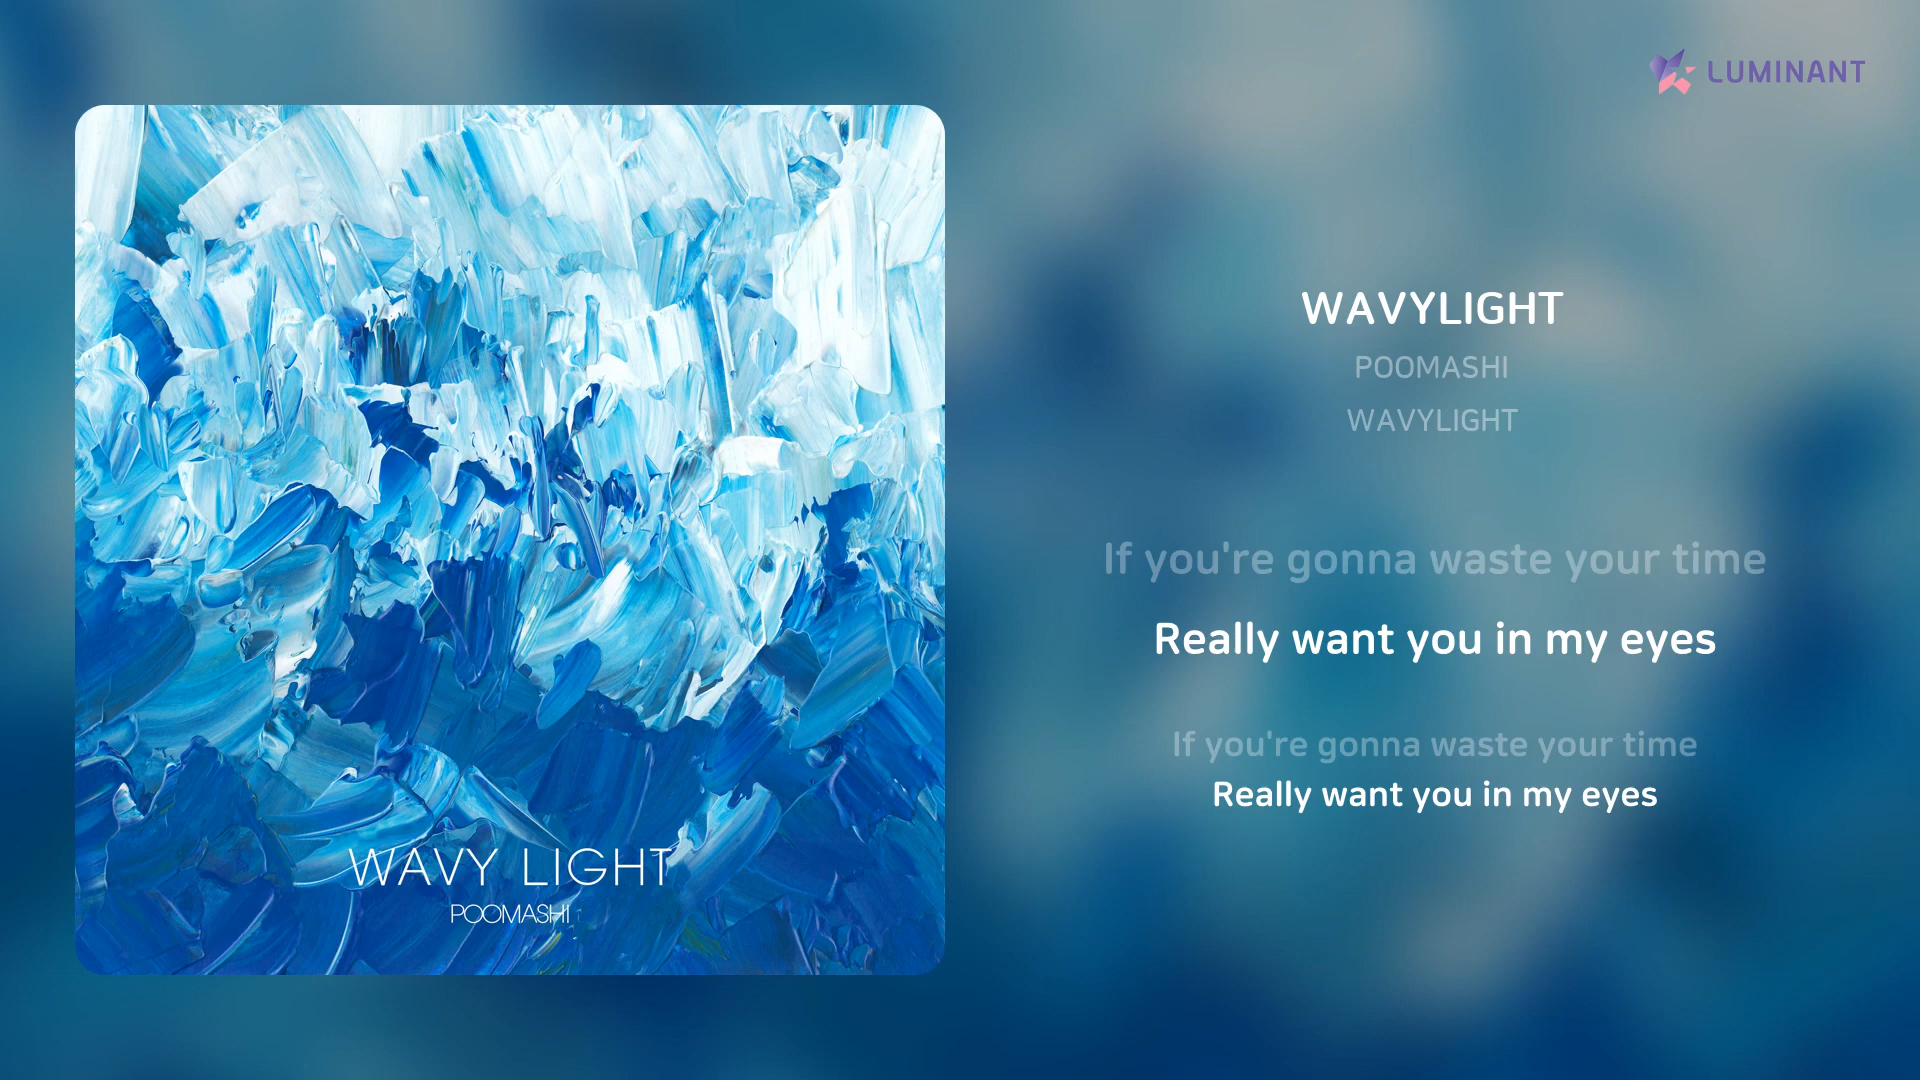 LUMINANT
WAVY LIGHT
POOMASHI
WAVYLIGHT
POOMASHI
WAVYLIGHT
If you're gonna waste your time
Really want you in my eyes
If you're gonna waste your time
Really want you in my eyes